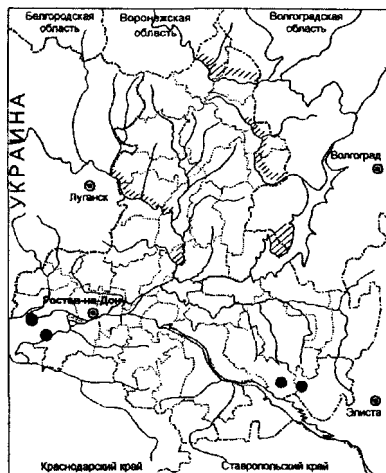 Белгородская
область
Воронежская
область
Волгоградская
область
УКРАИНА
Волгоград
Луганск
Ростов-на-Дону
Элиста
Краснодарский край
Ставропольский край